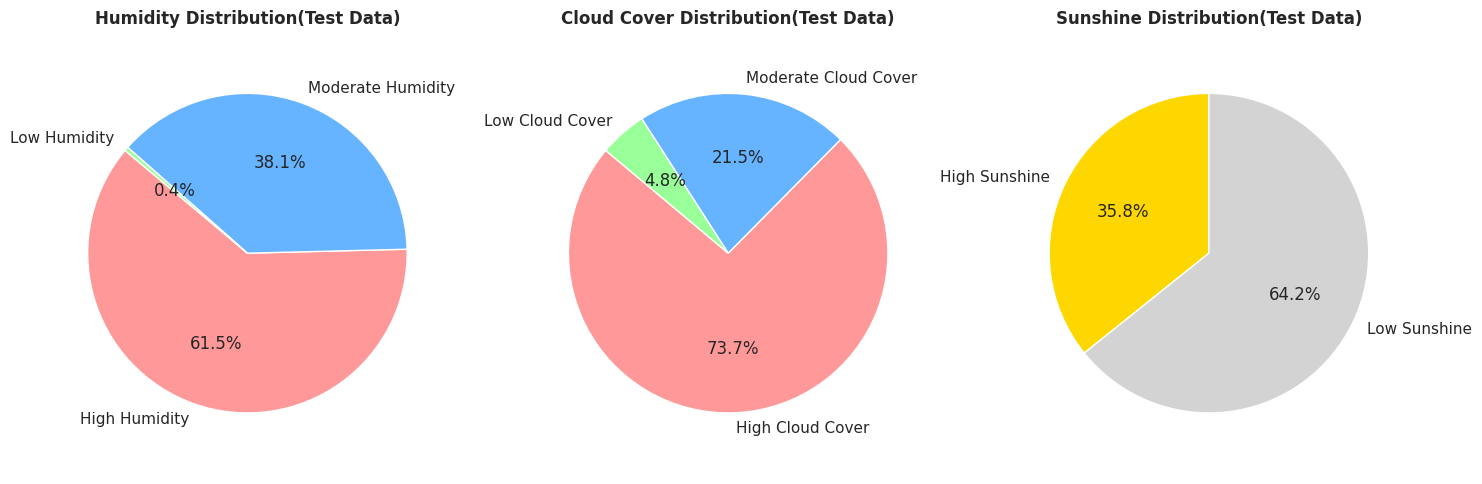 Humidity Distribution(Test Data)
Moderate Humidity
Low Humidity
38.1%
0.4%
61.5%
High Humidity
Cloud Cover Distribution(Test Data)
Moderate Cloud Cover
Low Cloud Cover
21.5%
4.8%
73.7%
High Cloud Cover
Sunshine Distribution(Test Data)
High Sunshine
35.8%
64.2%
Low Sunshine